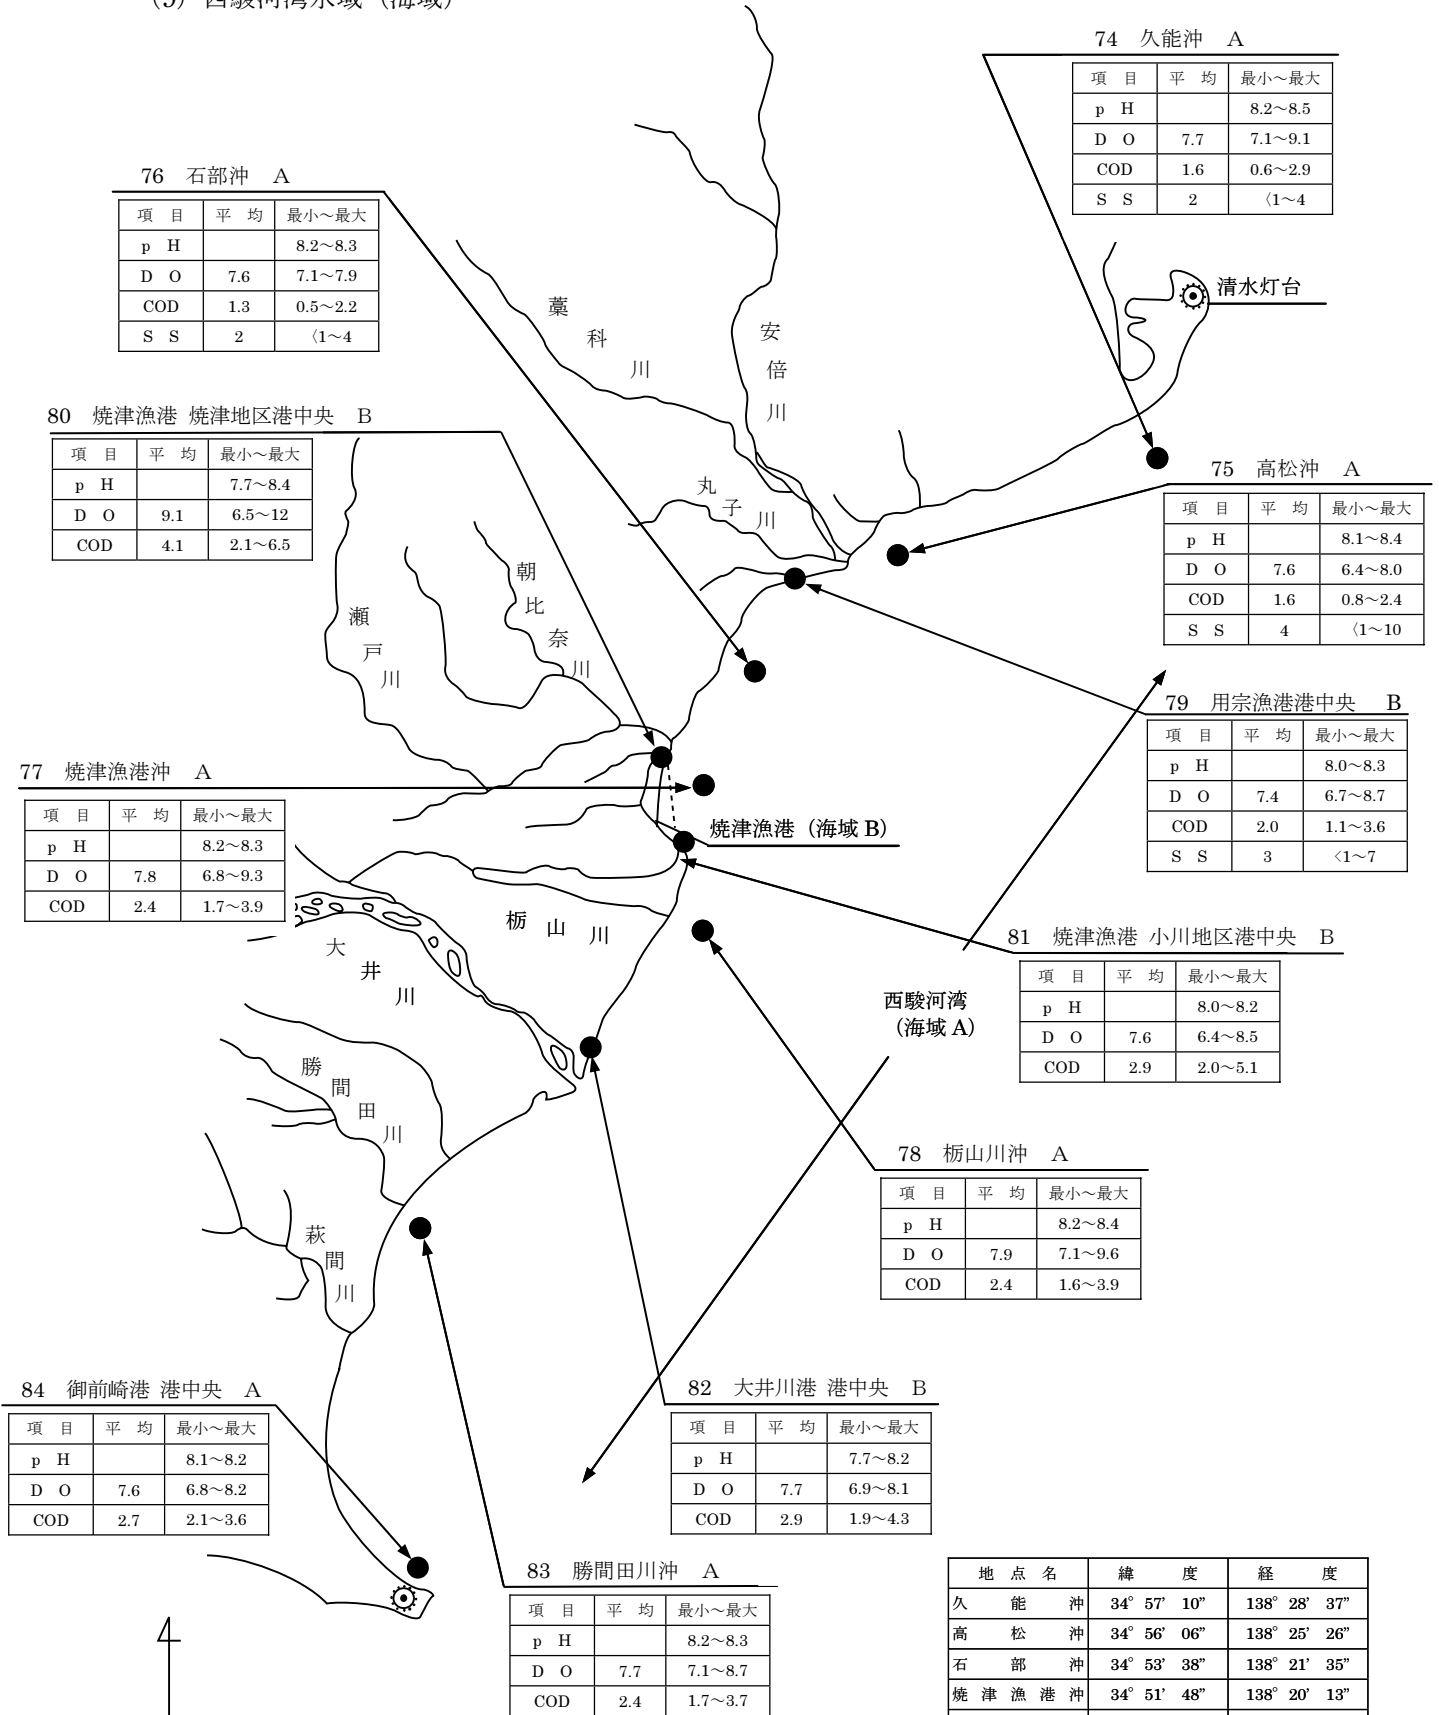 (5) 西駿河湾水域 (海域)
74 久能沖 A
項 目 平 均 最小～最大
p H 8.2～8.5
D O 7.7 7.1～9.1
COD 1.6 0.6～2.9
S S 2 〈1～4
76 石部沖 A
項 目 平 均 最小～最大
p H 8.2～8.3
D O 7.6 7.1～7.9
COD 1.3 0.5～2.2
S S 2 〈1～4
清水灯台
藁科川
安倍川
80 焼津漁港 焼津地区港中央 B
項 目 平 均 最小～最大
p H 7.7～8.4
D O 9.1 6.5～12
COD 4.1 2.1～6.5
75 高松沖 A
項 目 平 均 最小～最大
p H 8.1～8.4
D O 7.6 6.4～8.0
COD 1.6 0.8～2.4
S S 4 〈1～10
丸子川
朝比奈川
瀬戸川
79 用宗漁港港中央 B
項 目 平 均 最小～最大
p H 8.0～8.3
D O 7.4 6.7～8.7
COD 2.0 1.1～3.6
S S 3 <1～7
77 焼津漁港沖 A
項 目 平 均 最小～最大
p H 8.2～8.3
D O 7.8 6.8～9.3
COD 2.4 1.7～3.9
焼津漁港 (海域 B)
栃山川
大井川
81 焼津漁港 小川地区港中央 B
項 目 平 均 最小～最大
p H 8.0～8.2
D O 7.6 6.4～8.5
COD 2.9 2.0～5.1
西駿河湾
(海域 A)
勝間田川
78 栃山川沖 A
項 目 平 均 最小～最大
p H 8.2～8.4
D O 7.9 7.1～9.6
COD 2.4 1.6～3.9
萩間川
84 御前崎港 港中央 A
項 目 平 均 最小～最大
p H 8.1～8.2
D O 7.6 6.8～8.2
COD 2.7 2.1～3.6
82 大井川港 港中央 B
項 目 平 均 最小～最大
p H 7.7～8.2
D O 7.7 6.9～8.1
COD 2.9 1.9～4.3
83 勝間田川沖 A
項 目 平 均 最小～最大
p H 8.2～8.3
D O 7.7 7.1～8.7
COD 2.4 1.7～3.7
地 点 名 緯 度 経 度
久 能 沖 34° 57’ 10” 138° 28’ 37”
高 松 沖 34° 56’ 06” 138° 25’ 26”
石 部 沖 34° 53’ 38” 138° 21’ 35”
焼 津 漁 港 沖 34° 51’ 48” 138° 20’ 13”